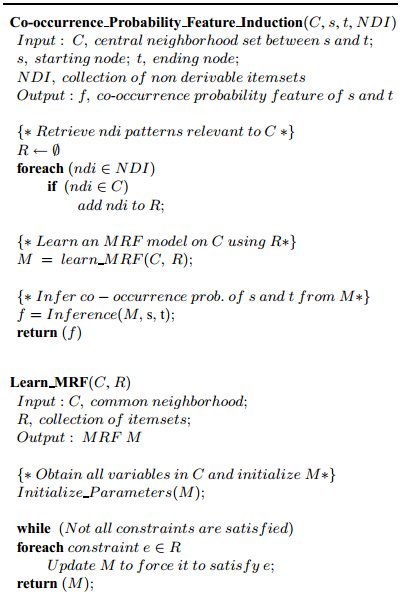 Co-occurrence_Probability_Feature_Induction(C, s, t, NDI)
Input : C, central neighborhood set between s and t;
s, starting node; t, ending node;
NDI, collection of non derivable itemsets
Output : f, co-occurrence probability feature of s and t
{* Retrieve ndi patterns relevant to C *}
R ← ∅
foreach (ndi ∈ NDI)
if (ndi ∈ C)
add ndi to R;
{* Learn an MRF model on C using R*}
M = learn_MRF(C, R);
{* Infer co − occurrence prob. of s and t from M*}
f = Inference(M, s, t);
return (f)
Learn_MRF(C, R)
Input : C, common neighborhood;
R, collection of itemsets;
Output : MRF M
{* Obtain all variables in C and initialize M*}
Initialize_Parameters(M);
while (Not all constraints are satisfied)
foreach constraint e ∈ R
Update M to force it to satisfy e;
return (M);